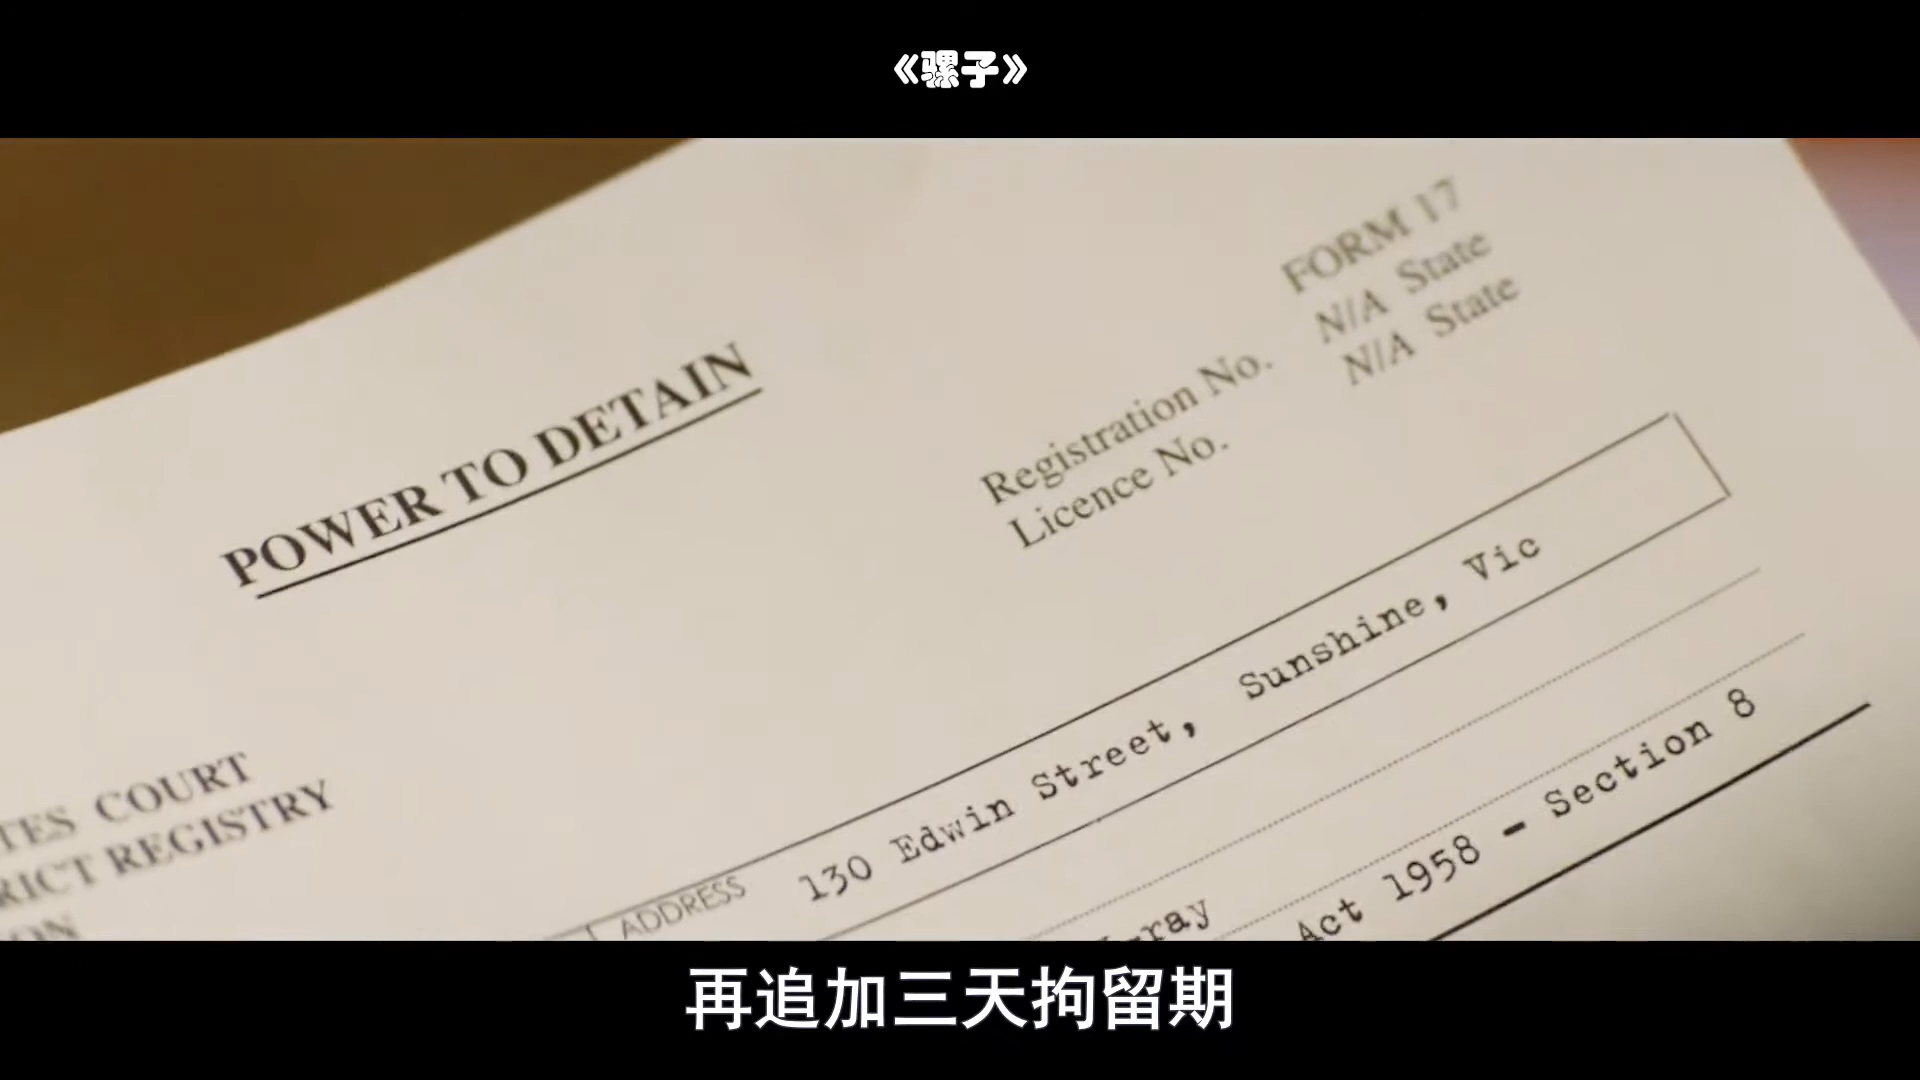 《骡子》
FORM 17
N/A State
N/A State
Registration No.
Licence No.
POWER TO DETAIN
COURT
REGISTRY
ADDRESS 130 Edwin Street, Sunshine, Vic
Act 1958 - Section 8
再追加三天拘留期